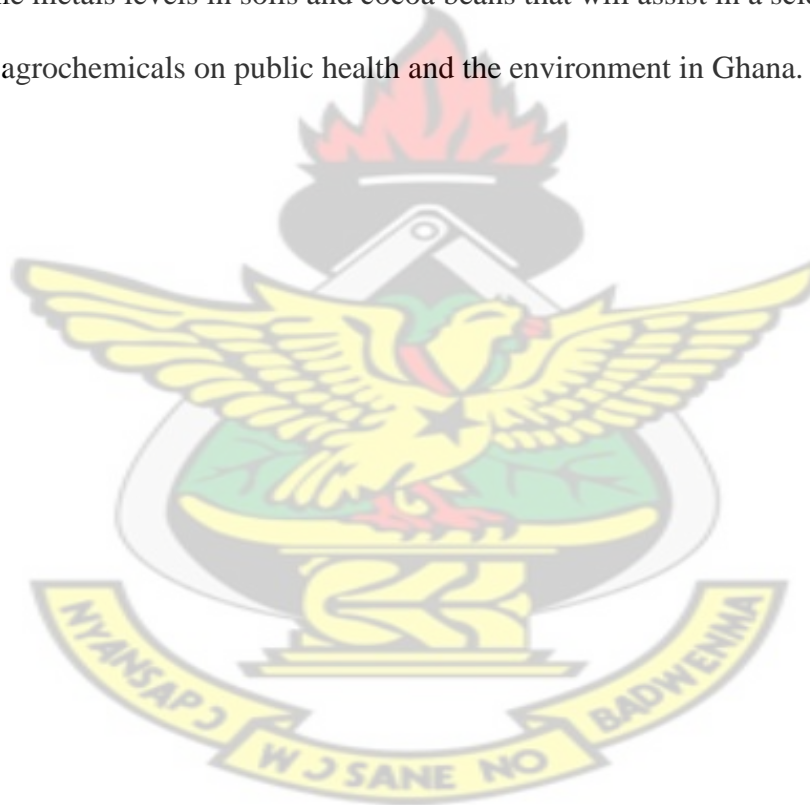 metals levels in soils and cocoa beans that will assist in a
agrochemicals on public health and the environment in Ghana.
NYANSAPƆ
WƆ SANE NO
BADWENMA